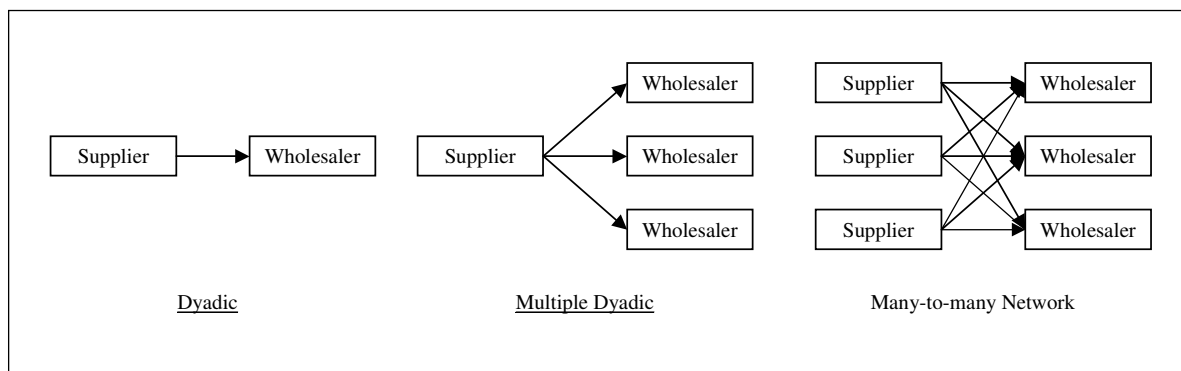 Supplier
Wholesaler
Dyadic
Supplier
Wholesaler
Wholesaler
Wholesaler
Multiple Dyadic
Supplier
Supplier
Supplier
Wholesaler
Wholesaler
Wholesaler
Many-to-many Network